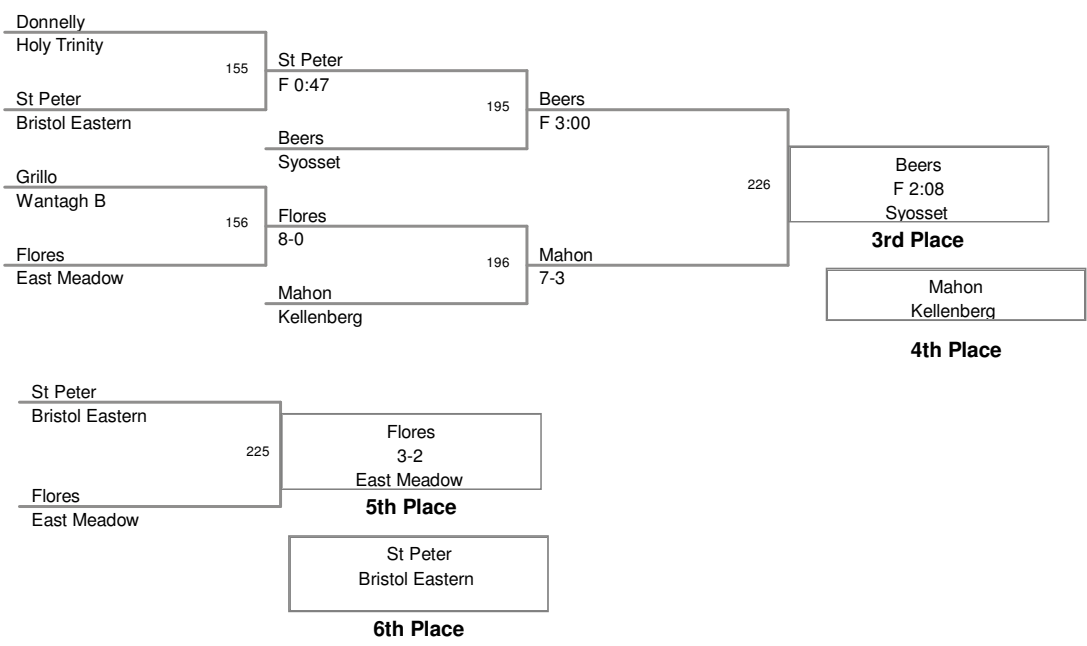 Donnelly
Holy Trinity
155
St Peter
F 0:47
St Peter
Bristol Eastern
195
Beers
F 3:00
Beers
Syosset
Grillo
Wantagh B
156
Flores
8-0
Flores
East Meadow
196
Mahon
7-3
Mahon
Kellenberg
226
Beers
F 2:08
Syosset
3rd Place
Mahon
Kellenberg
4th Place
St Peter
Bristol Eastern
225
Flores
East Meadow
Flores
3-2
East Meadow
5th Place
St Peter
Bristol Eastern
6th Place